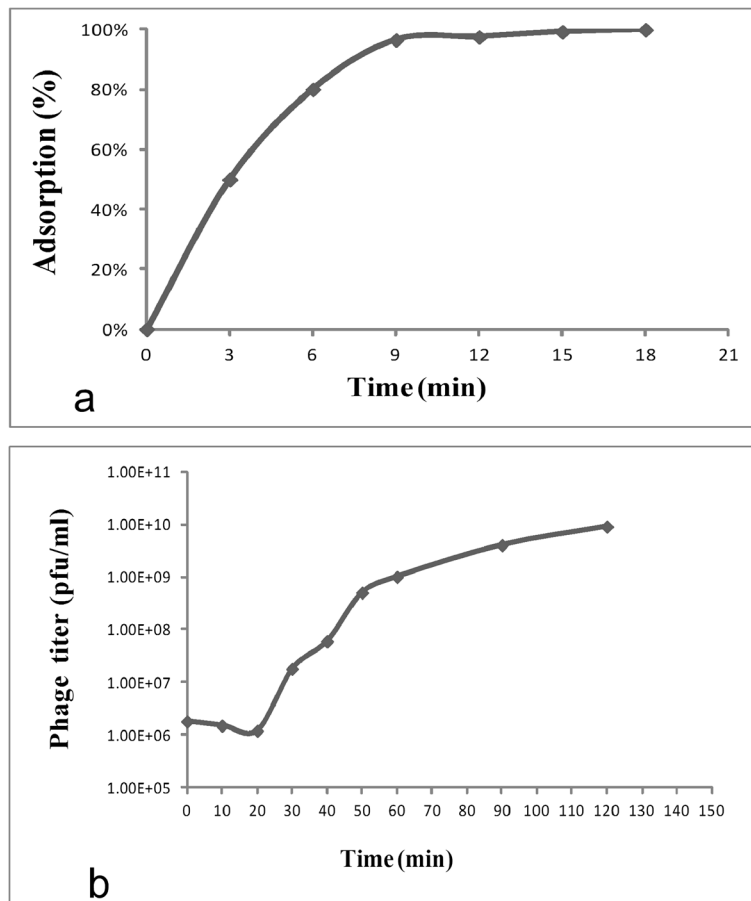 100%
80%
60%
40%
20%
0%
Adsorption (%)
0 3 6 9 12 15 18 21
Time (min)
a
1.00E+11
1.00E+10
1.00E+09
1.00E+08
1.00E+07
1.00E+06
1.00E+05
Phage titer (pfu/ml)
0 10 20 30 40 50 60 70 80 90 100 110 120 130 140 150
Time (min)
b